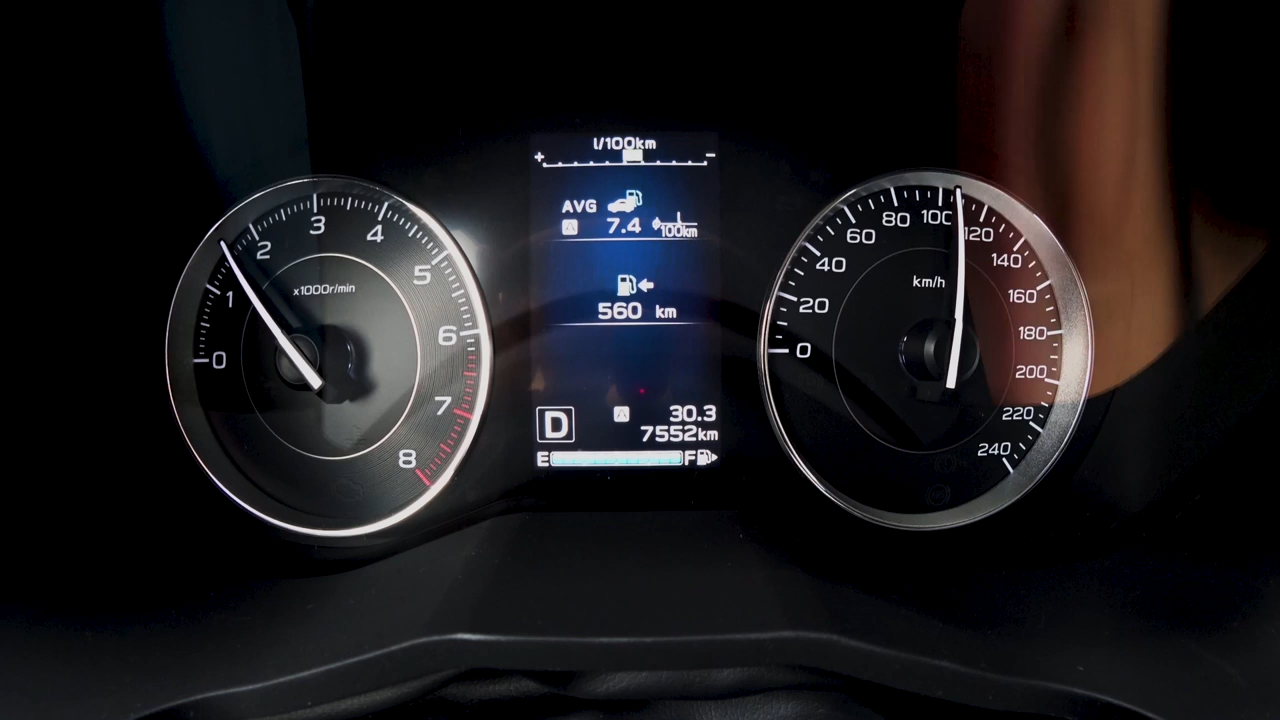 l/100km
+ −
AVG
A 7.4 100km
560 km
D
A 30.3
7552km
E F
0
1
2
3
4
5
6
7
8
x1000r/min
0
20
40
60
80
100
120
140
160
180
200
220
240
km/h